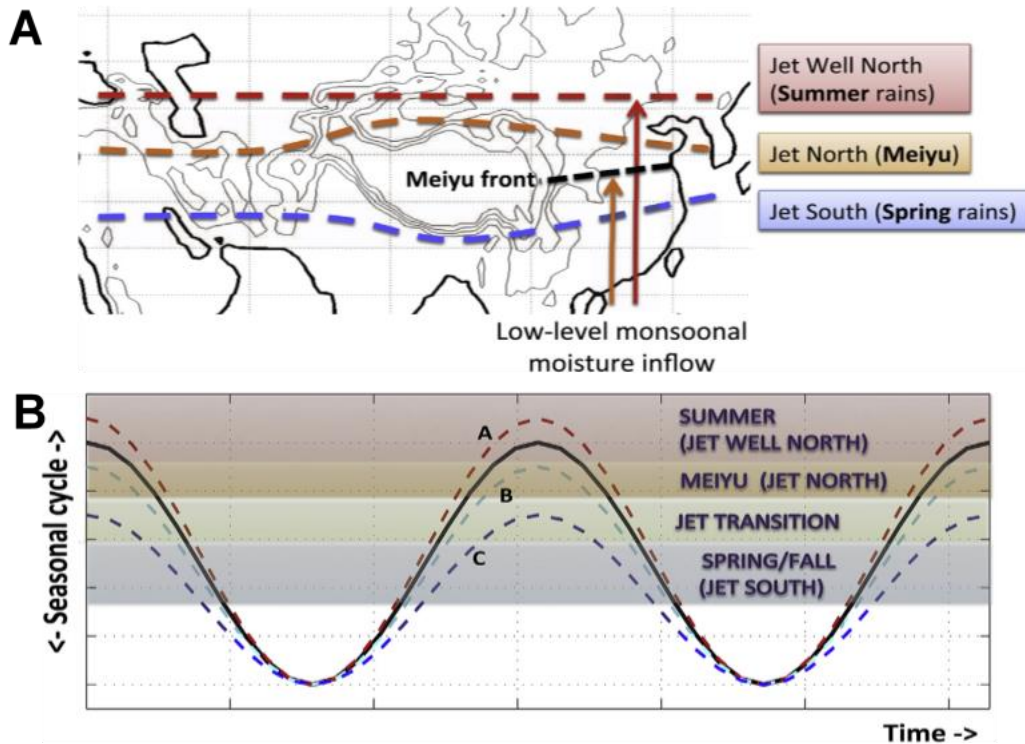 A
Jet Well North
(Summer rains)
Jet North (Meiyu)
Meiyu front
Jet South (Spring rains)
Low-level monsoonal
moisture inflow
B
<- Seasonal cycle ->
A
B
C
SUMMER
(JET WELL NORTH)
MEIYU (JET NORTH)
JET TRANSITION
SPRING/FALL
(JET SOUTH)
Time ->